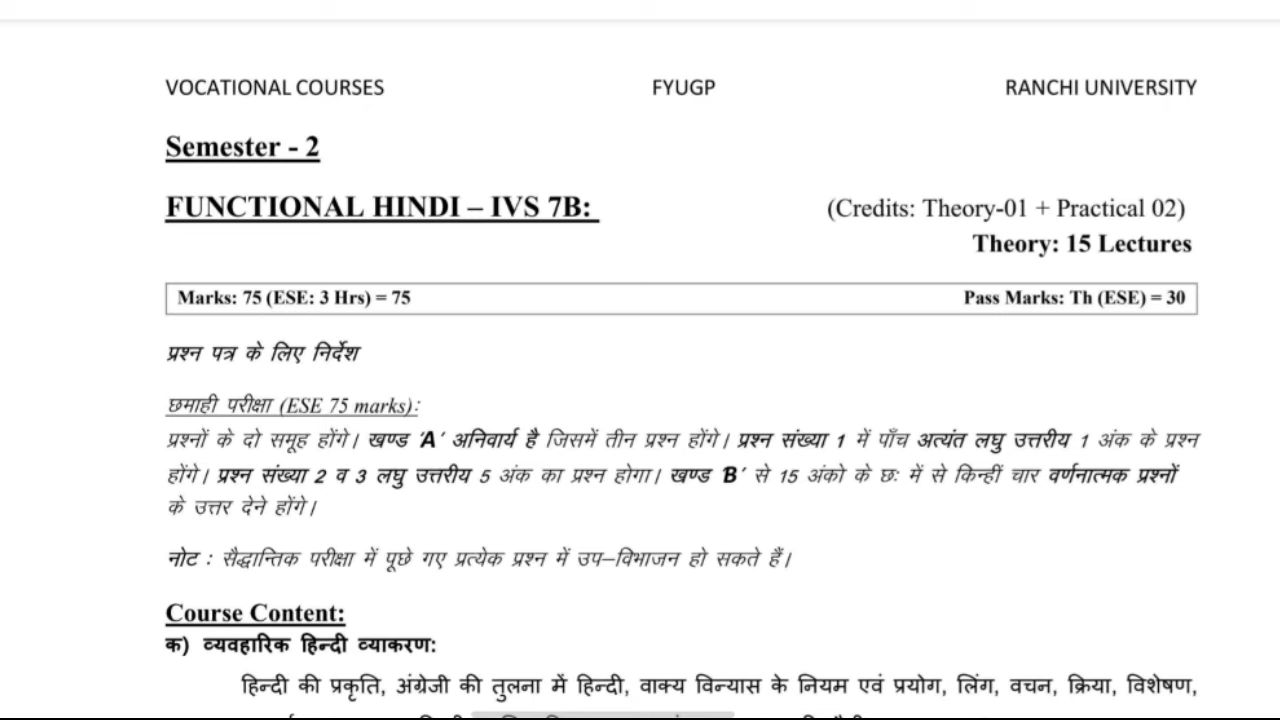 VOCATIONAL COURSES FYUGP RANCHI UNIVERSITY
Semester - 2
FUNCTIONAL HINDI – IVS 7B: (Credits: Theory-01 + Practical 02)
Theory: 15 Lectures
Marks: 75 (ESE: 3 Hrs) = 75 Pass Marks: Th (ESE) = 30
प्रश्न पत्र के लिए निर्देश
छमाही परीक्षा (ESE 75 marks):
प्रश्नों के दो समूह होंगे। खण्ड 'A' अनिवार्य है जिसमें तीन प्रश्न होंगे। प्रश्न संख्या 1 में पाँच अत्यंत लघु उत्तरीय 1 अंक के प्रश्न
होंगे। प्रश्न संख्या 2 व 3 लघु उत्तरीय 5 अंक का प्रश्न होगा। खण्ड 'B' से 15 अंको के छः में से किन्हीं चार वर्णनात्मक प्रश्नों
के उत्तर देने होंगे।
नोट : सैद्धान्तिक परीक्षा में पूछे गए प्रत्येक प्रश्न में उप–विभाजन हो सकते हैं।
Course Content:
क) व्यवहारिक हिन्दी व्याकरण:
हिन्दी की प्रकृति, अंग्रेजी की तुलना में हिन्दी, वाक्य विन्यास के नियम एवं प्रयोग, लिंग, वचन, क्रिया, विशेषण,